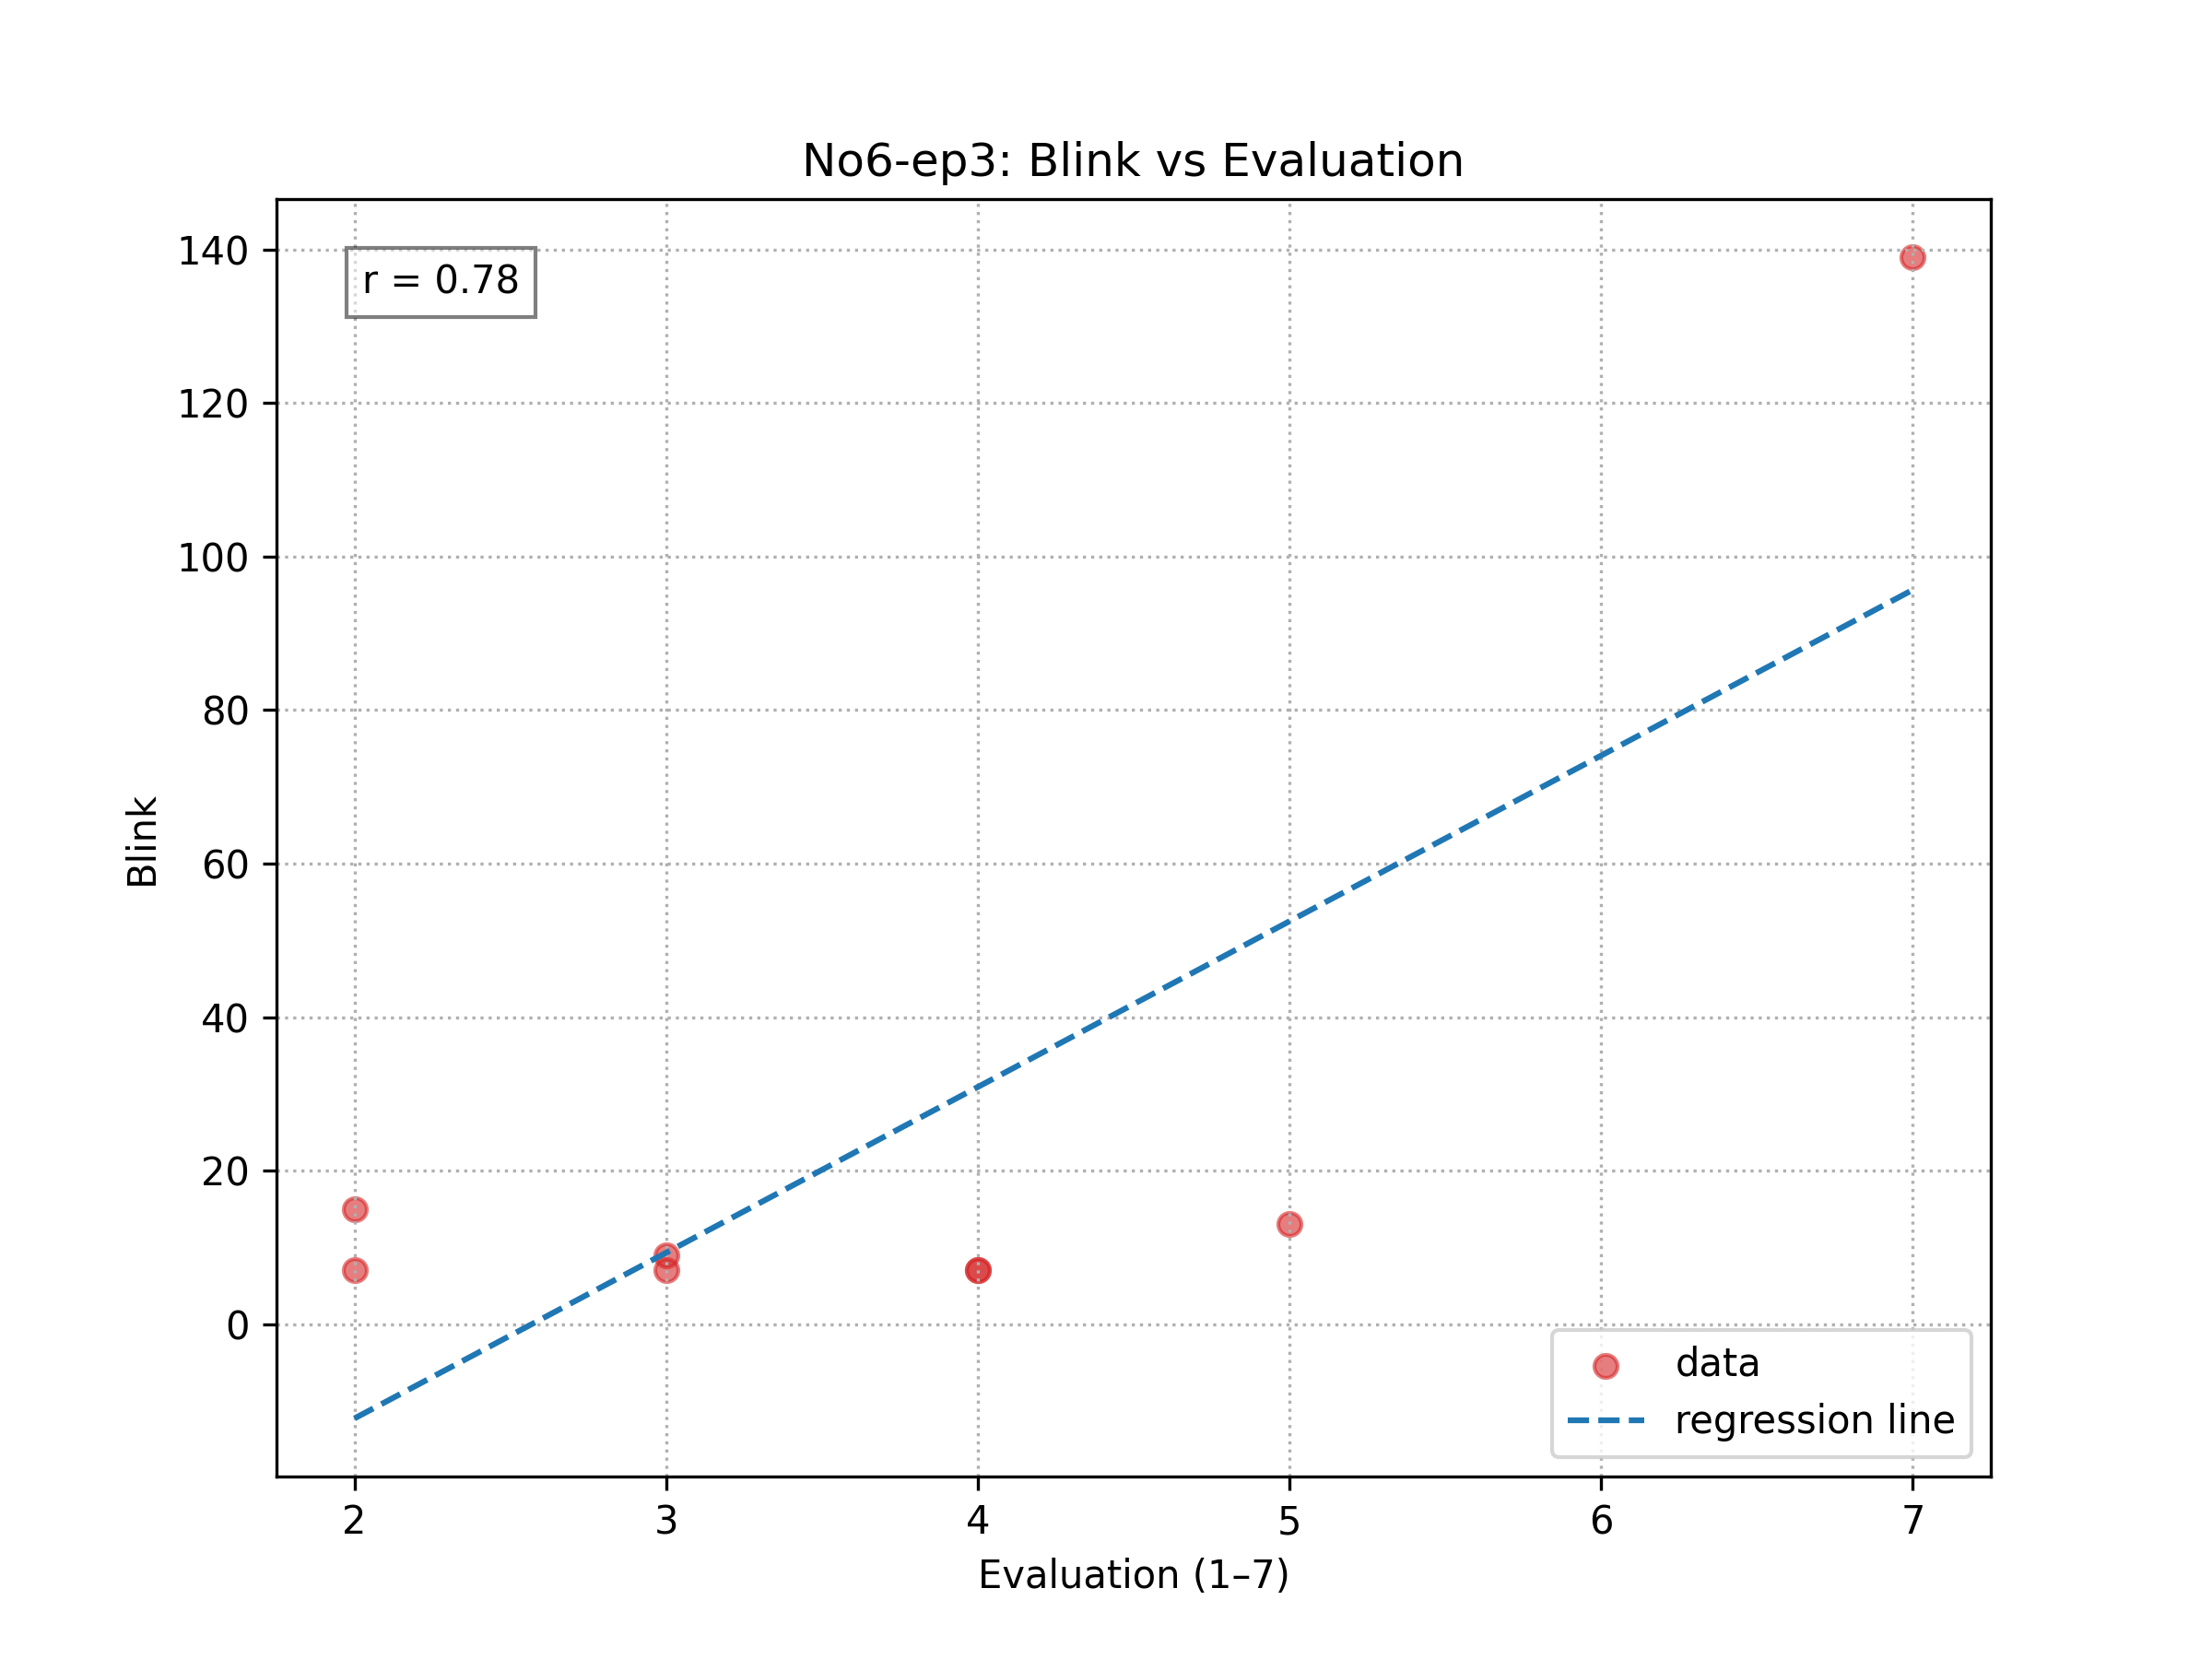 No6-ep3: Blink vs Evaluation
r = 0.78
140
120
100
80
60
40
20
0
Blink
2 3 4 5 6 7
Evaluation (1–7)
data
regression line